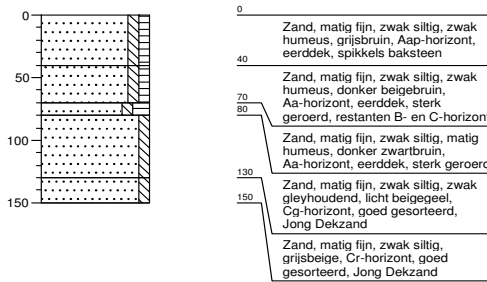 0
50
100
150
0
Zand, matig fijn, zwak siltig, zwak
humeus, grijsbruin, Aap-horizont,
eerddek, spikkels baksteen
40
Zand, matig fijn, zwak siltig, zwak
humeus, donker beigebruin,
Aa-horizont, eerddek, sterk
geroerd, restanten B- en C-horizont
70
80
Zand, matig fijn, zwak siltig, matig
humeus, donker zwartbruin,
Aa-horizont, eerddek, sterk geroerd
130
Zand, matig fijn, zwak siltig, zwak
gleyhoudend, licht beigegeel,
Cg-horizont, goed gesorteerd,
Jong Dekzand
150
Zand, matig fijn, zwak siltig,
grijsbeige, Cr-horizont, goed
gesorteerd, Jong Dekzand